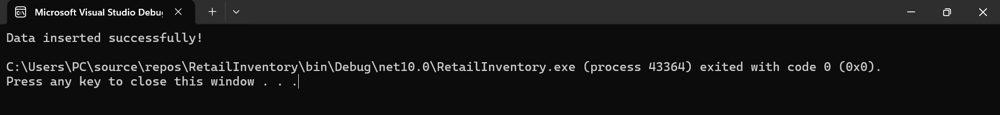 Microsoft Visual Studio Debu
Data inserted successfully!
C:\Users\PC\source\repos\RetailInventory\bin\Debug\net10.0\RetailInventory.exe (process 43364) exited with code 0 (0x0).
Press any key to close this window . . .